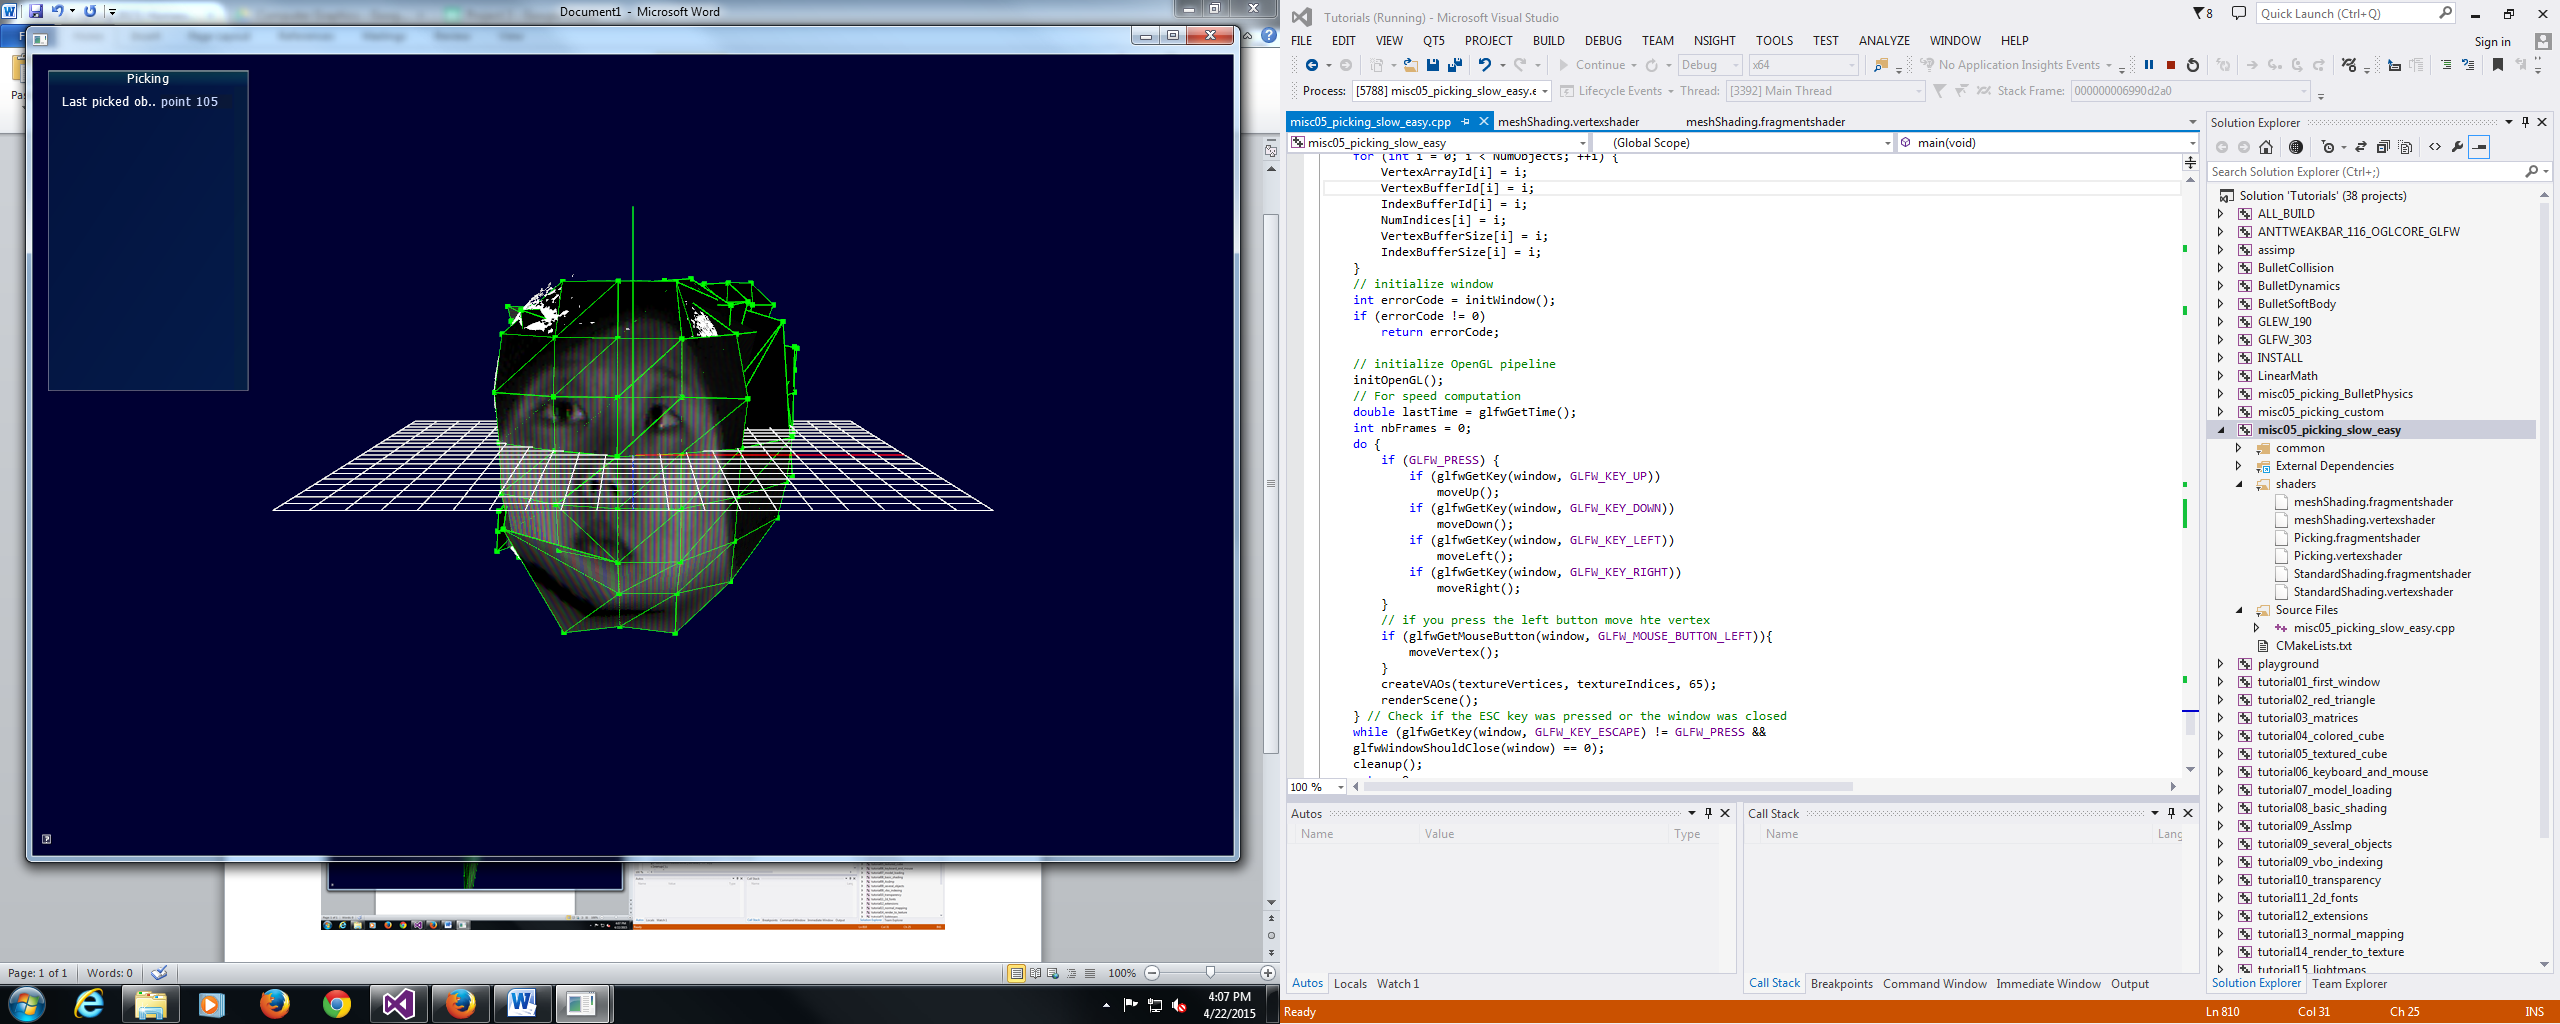 Document1 - Microsoft Word
Picking
Last picked ob.. point 105
Page: 1 of 1
Words: 0
100%
4:07 PM
4/22/2015
Tutorials (Running) - Microsoft Visual Studio
8
Quick Launch (Ctrl+Q)
FILE EDIT VIEW QT5 PROJECT BUILD DEBUG TEAM NSIGHT TOOLS TEST ANALYZE WINDOW HELP
Sign in
Continue
Debug
x64
No Application Insights Events
Process: [5788] misc05_picking_slow_easy.e
Lifecycle Events
Thread: [3392] Main Thread
Stack Frame: 000000006990d2a0
misc05_picking_slow_easy.cpp
meshShading.vertexshader
meshShading.fragmentshader
misc05_picking_slow_easy
(Global Scope)
main(void)
for (int i = 0; i < NumObjects; ++i) {
VertexArrayId[i] = i;
VertexBufferId[i] = i;
IndexBufferId[i] = i;
NumIndices[i] = i;
VertexBufferSize[i] = i;
IndexBufferSize[i] = i;
}
// initialize window
int errorCode = initWindow();
if (errorCode != 0)
return errorCode;
// initialize OpenGL pipeline
initOpenGL();
// For speed computation
double lastTime = glfwGetTime();
int nbFrames = 0;
do {
if (GLFW_PRESS) {
if (glfwGetKey(window, GLFW_KEY_UP))
moveUp();
if (glfwGetKey(window, GLFW_KEY_DOWN))
moveDown();
if (glfwGetKey(window, GLFW_KEY_LEFT))
moveLeft();
if (glfwGetKey(window, GLFW_KEY_RIGHT))
moveRight();
}
// if you press the left button move hte vertex
if (glfwGetMouseButton(window, GLFW_MOUSE_BUTTON_LEFT)){
moveVertex();
}
createVAOs(textureVertices, textureIndices, 65);
renderScene();
} // Check if the ESC key was pressed or the window was closed
while (glfwGetKey(window, GLFW_KEY_ESCAPE) != GLFW_PRESS &&
glfwWindowShouldClose(window) == 0);
cleanup();
100 %
Autos
Name Value Type
Autos Locals Watch 1
Call Stack
Name Lang
Call Stack Breakpoints Command Window Immediate Window Output
Solution Explorer
Search Solution Explorer (Ctrl+;)
Solution 'Tutorials' (38 projects)
ALL_BUILD
ANTTWEAKBAR_116_OGLCORE_GLFW
assimp
BulletCollision
BulletDynamics
BulletSoftBody
GLEW_190
GLFW_303
INSTALL
LinearMath
misc05_picking_BulletPhysics
misc05_picking_custom
misc05_picking_slow_easy
common
External Dependencies
shaders
meshShading.fragmentshader
meshShading.vertexshader
Picking.fragmentshader
Picking.vertexshader
StandardShading.fragmentshader
StandardShading.vertexshader
Source Files
misc05_picking_slow_easy.cpp
CMakeLists.txt
playground
tutorial01_first_window
tutorial02_red_triangle
tutorial03_matrices
tutorial04_colored_cube
tutorial05_textured_cube
tutorial06_keyboard_and_mouse
tutorial07_model_loading
tutorial08_basic_shading
tutorial09_AssImp
tutorial09_several_objects
tutorial09_vbo_indexing
tutorial10_transparency
tutorial11_2d_fonts
tutorial12_extensions
tutorial13_normal_mapping
tutorial14_render_to_texture
tutorial15_lightmaps
Solution Explorer Team Explorer
Ready
Ln 810
Col 31
Ch 25
INS